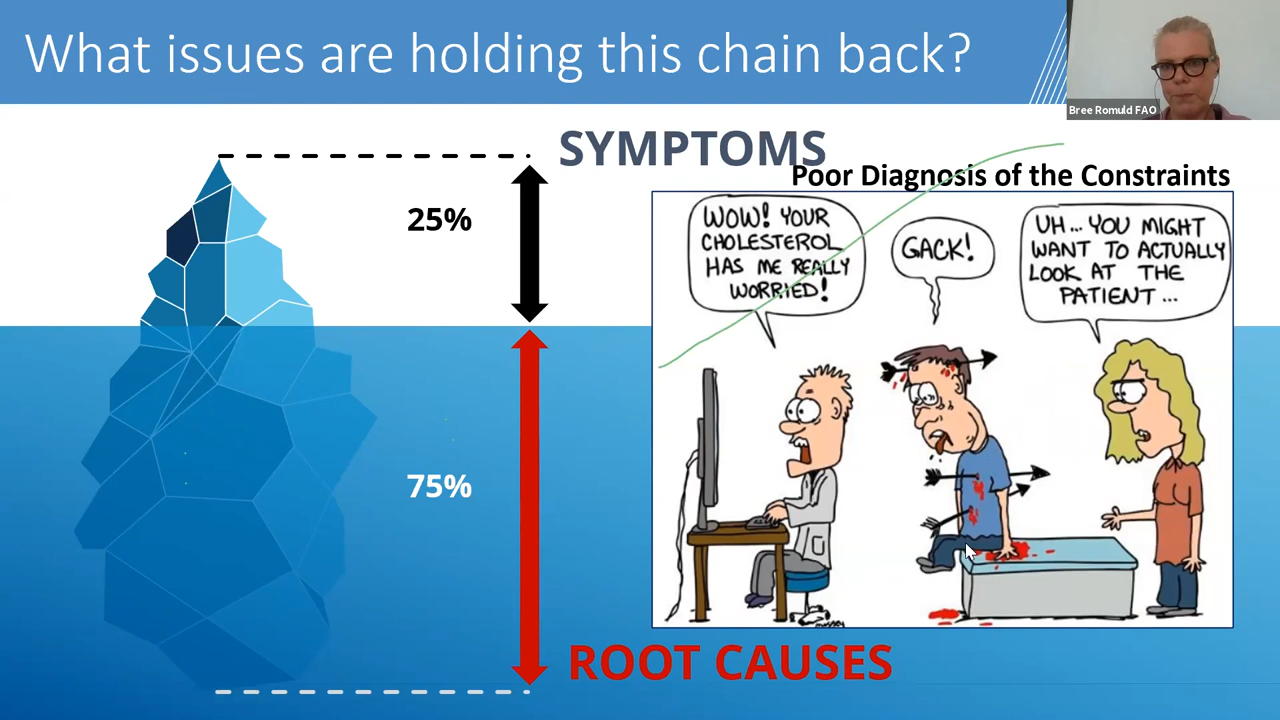 What issues are holding this chain back?
Bree Romuld FAO
SYMPTOMS
25%
75%
ROOT CAUSES
Poor Diagnosis of the Constraints
WOW! YOUR
CHOLESTEROL
HAS ME REALLY
WORRIED!
GACK!
UH... YOU MIGHT
WANT TO ACTUALLY
LOOK AT THE
PATIENT...